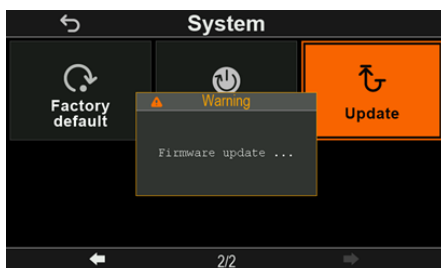 System
Factory
default
Update
Warning
Firmware update ...
2/2